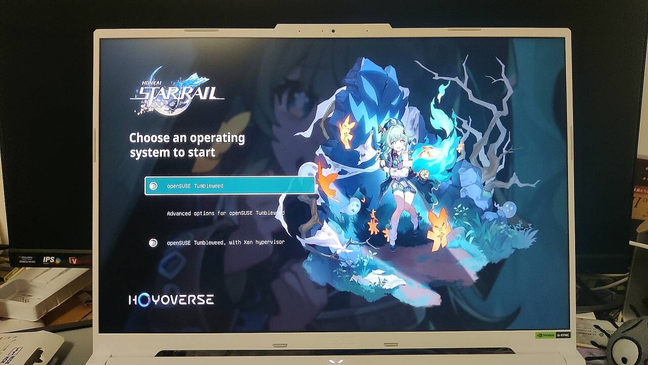 HONKAI
STAR RAIL
Choose an operating
system to start
openSUSE Tumbleweed
Advanced options for openSUSE Tumbleweed
openSUSE Tumbleweed, with Xen hypervisor
HOYOVERSE
IPS